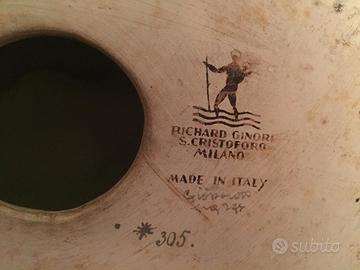 RICHARD GINORI
S. CRISTOFORO
MILANO
MADE IN ITALY
* 305.
subito